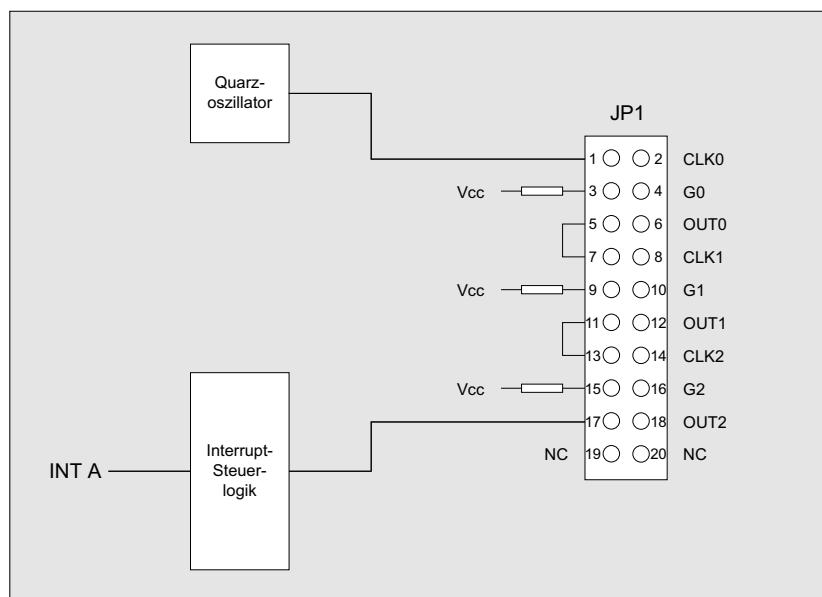 Quarz-
oszillator
JP1
1 2 CLK0
Vcc 3 4 G0
5 6 OUT0
7 8 CLK1
Vcc 9 10 G1
11 12 OUT1
13 14 CLK2
Vcc 15 16 G2
17 18 OUT2
NC 19 20 NC
INT A
Interrupt-
Steuer-
logik